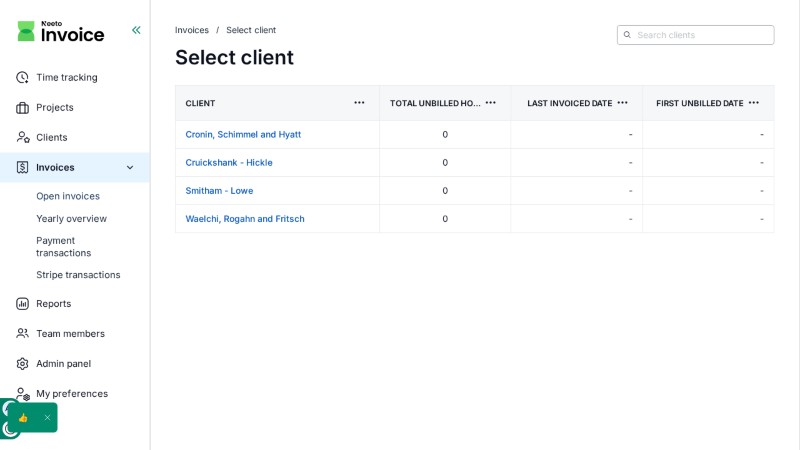 Neeto
Invoice
Time tracking
Projects
Clients
Invoices
Open invoices
Yearly overview
Payment
transactions
Stripe transactions
Reports
Team members
Admin panel
My preferences
Invoices / Select client
Search clients
Select client
CLIENT TOTAL UNBILLED HO... LAST INVOICED DATE FIRST UNBILLED DATE
Cronin, Schimmel and Hyatt 0 - -
Cruickshank - Hickle 0 - -
Smitham - Lowe 0 - -
Waelchi, Rogahn and Fritsch 0 - -